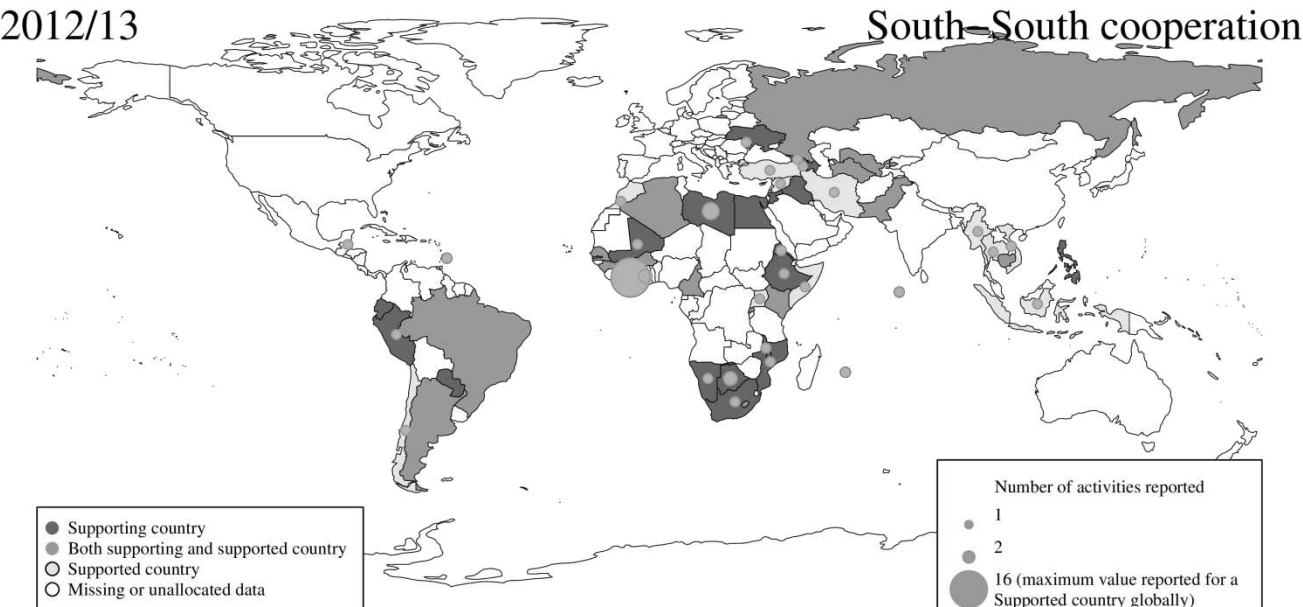 2012/13
South–South cooperation
Supporting country
Both supporting and supported country
Supported country
Missing or unallocated data
Number of activities reported
1
2
16 (maximum value reported for a
Supported country globally)